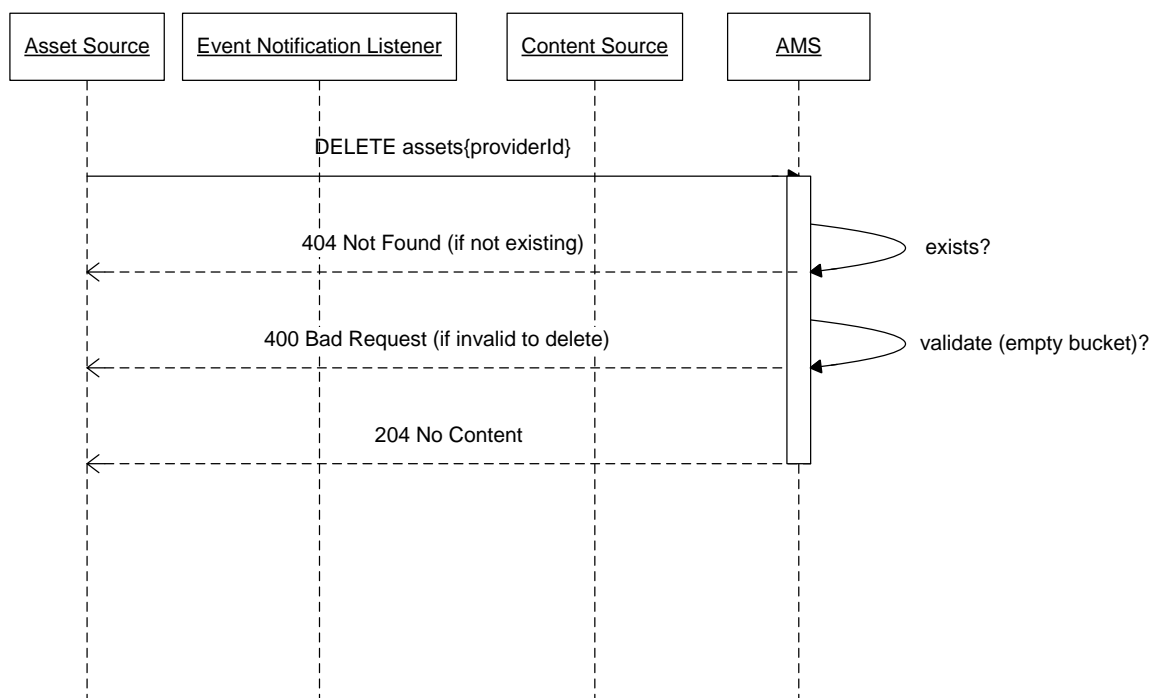 Asset Source
Event Notification Listener
Content Source
AMS
DELETE assets{providerId}
404 Not Found (if not existing)
exists?
400 Bad Request (if invalid to delete)
validate (empty bucket)?
204 No Content